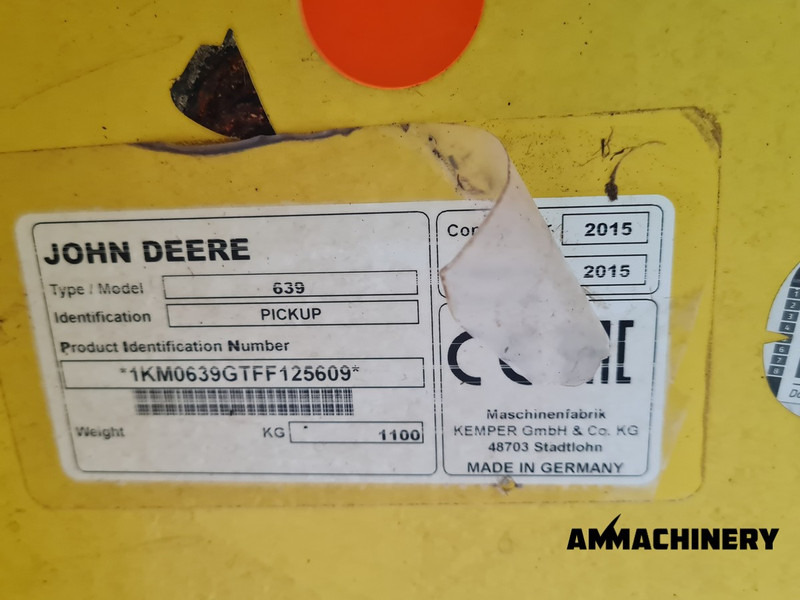 JOHN DEERE
Type / Model 639
Identification PICKUP
Product Identification Number
*1KM0639GTFF125609*
Weight KG 1100
2015
2015
Maschinenfabrik
KEMPER GmbH & Co. KG
48703 Stadtlohn
MADE IN GERMANY
AMMACHINERY